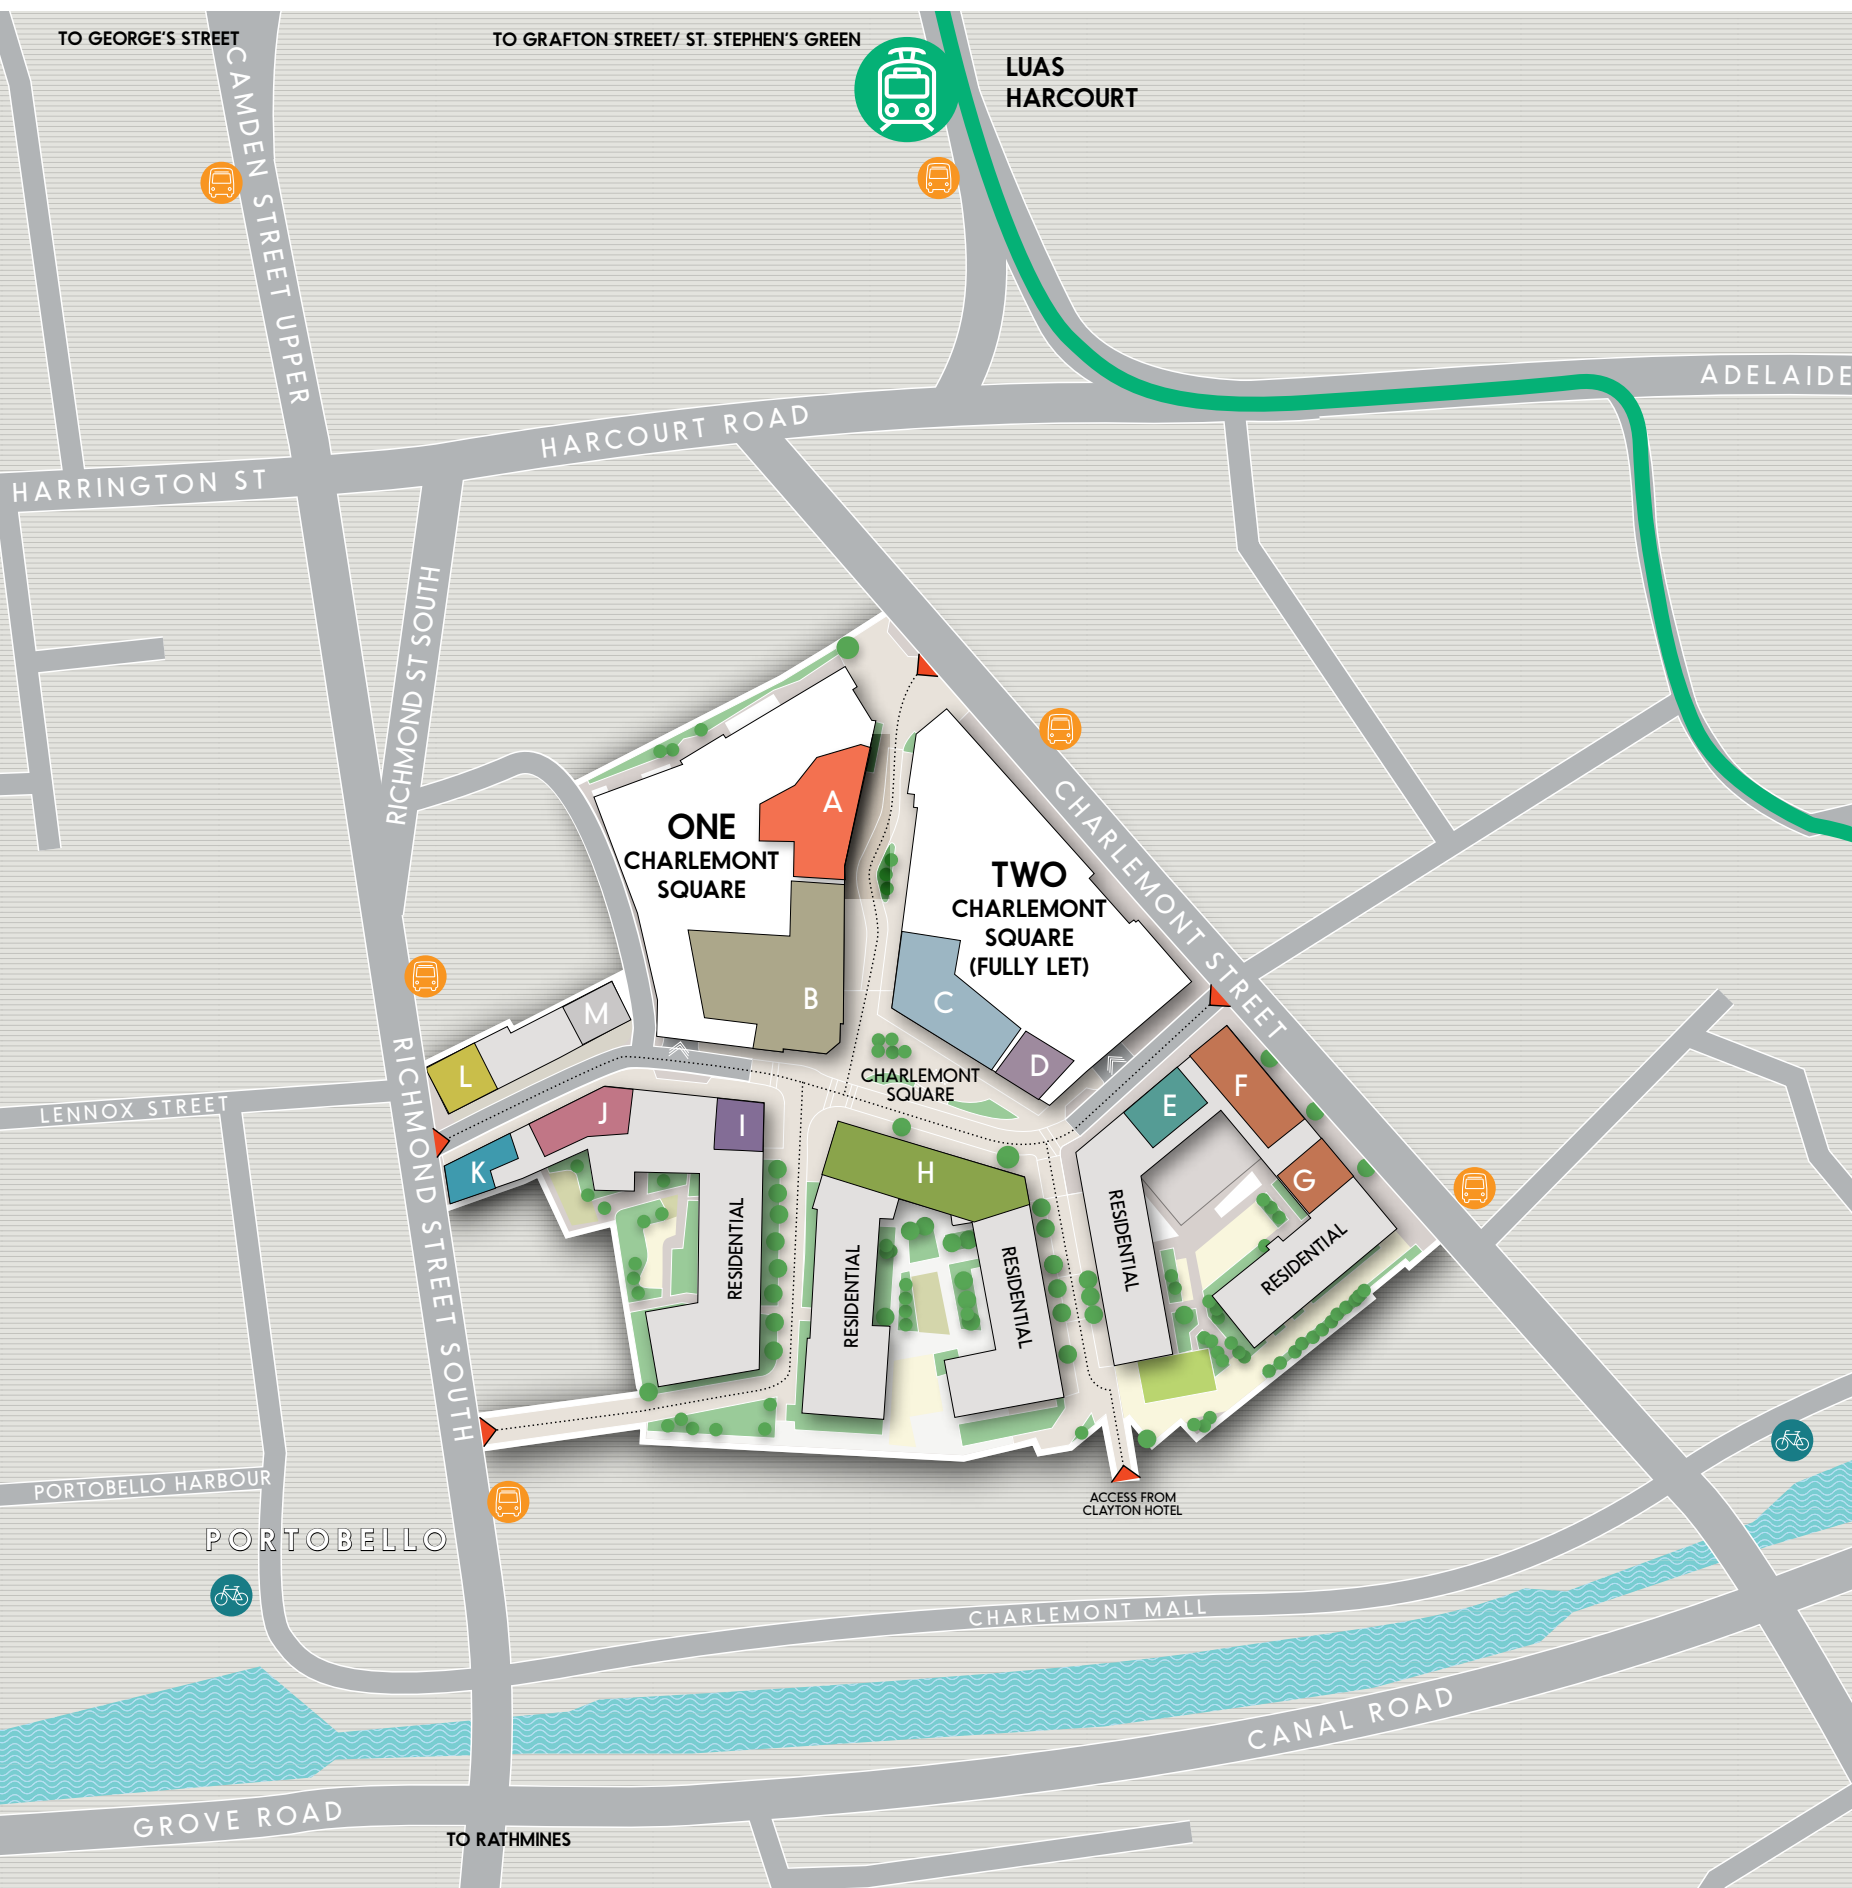 TO GEORGE'S STREET
TO GRAFTON STREET/ ST. STEPHEN'S GREEN
LUAS
HARCOURT
CAMDEN STREET UPPER
ADELAIDE
HARCOURT ROAD
HARRINGTON ST
RICHMOND ST SOUTH
CHARLEMONT STREET
A
ONE
CHARLEMONT
SQUARE
TWO
CHARLEMONT
SQUARE
(FULLY LET)
B
C
D
M
L
CHARLEMONT
SQUARE
E
F
G
H
I
J
K
LENNOX STREET
RICHMOND STREET SOUTH
RESIDENTIAL
RESIDENTIAL
RESIDENTIAL
RESIDENTIAL
RESIDENTIAL
PORTOBELLO HARBOUR
ACCESS FROM
CLAYTON HOTEL
PORTOBELLO
CHARLEMONT MALL
CANAL ROAD
GROVE ROAD
TO RATHMINES